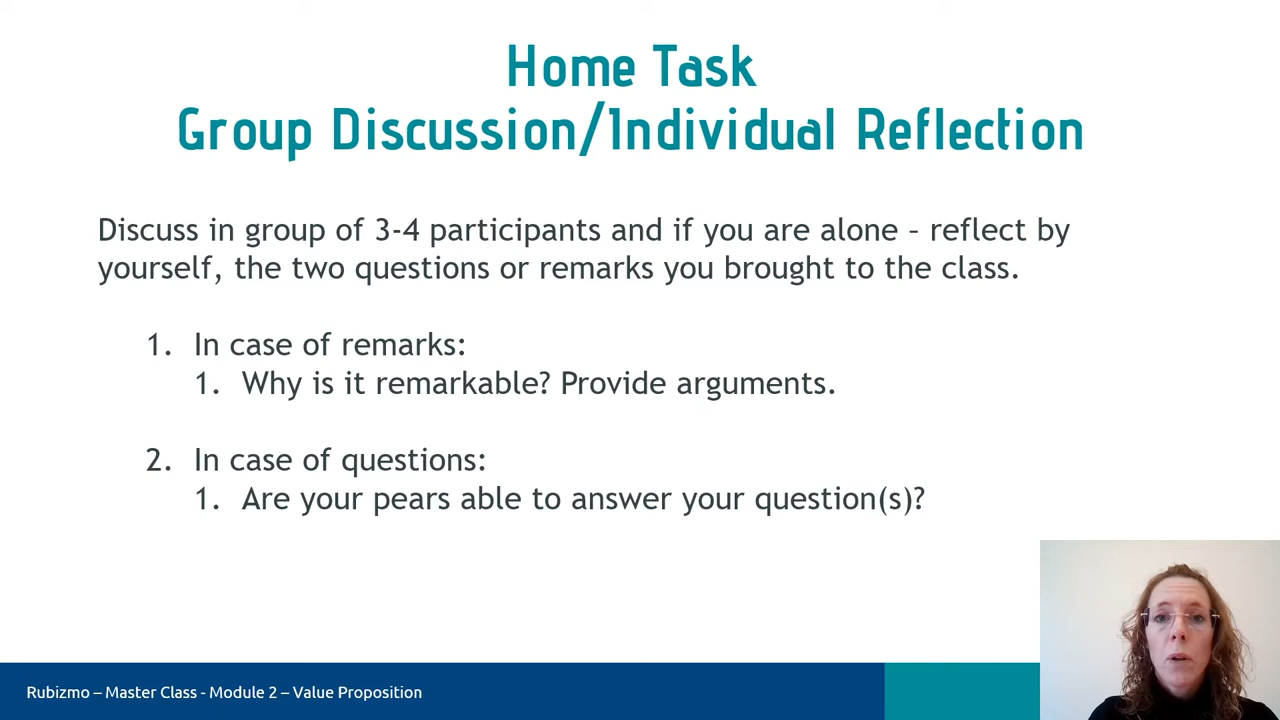 Home Task
Group Discussion/Individual Reflection
Discuss in group of 3-4 participants and if you are alone – reflect by
yourself, the two questions or remarks you brought to the class.
1. In case of remarks:
1. Why is it remarkable? Provide arguments.
2. In case of questions:
1. Are your pears able to answer your question(s)?
Rubizmo – Master Class - Module 2 – Value Proposition